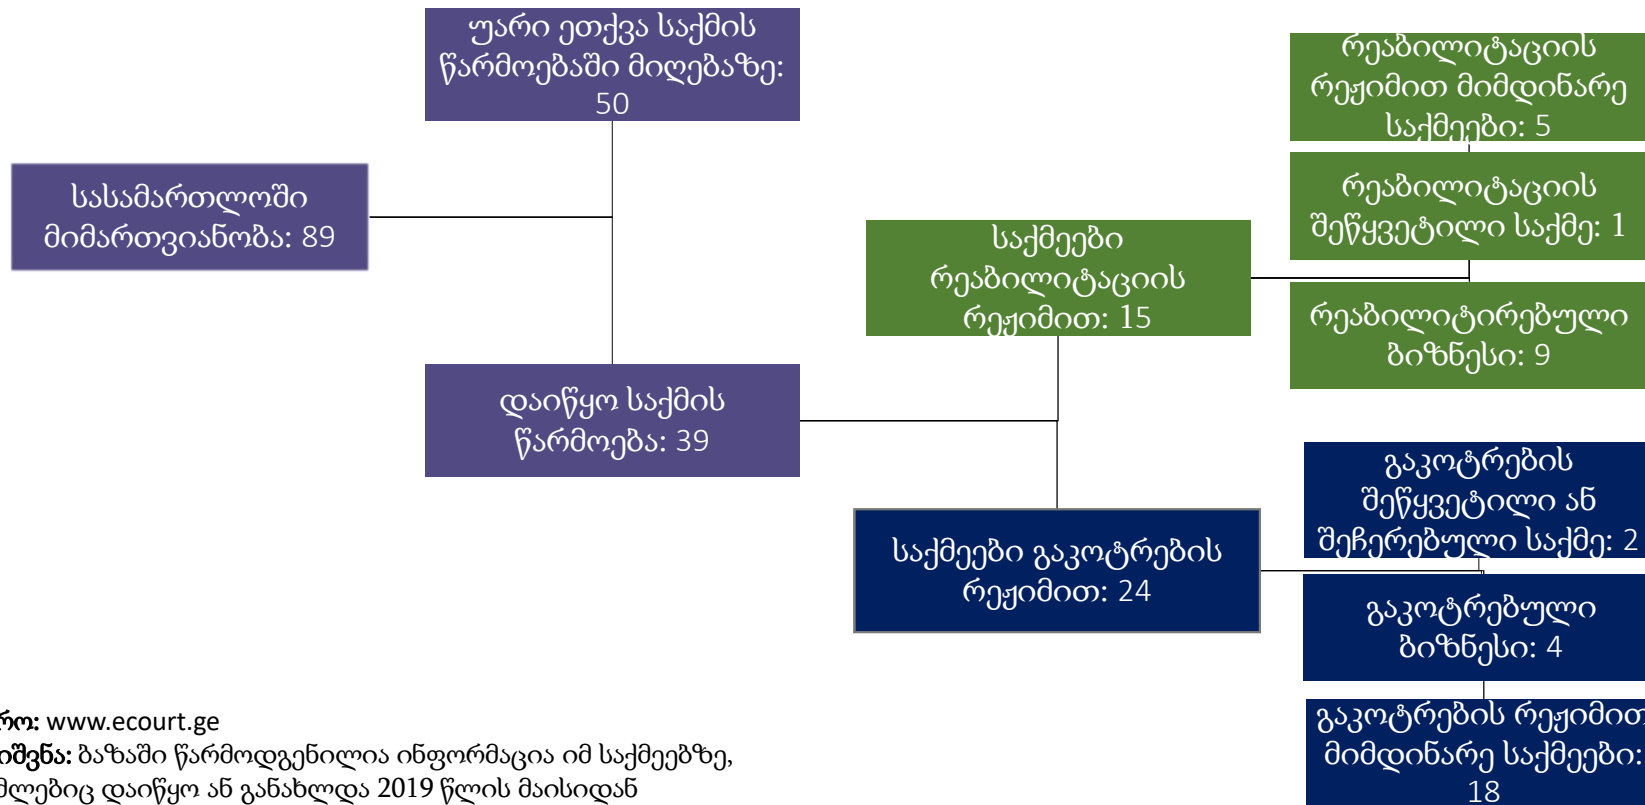 უარი ეთქვა საქმის
წარმოებაში მიღებაზე:
50
სასამართლოში
მიმართვიანობა: 89
დაიწყო საქმის
წარმოება: 39
საქმეები
რეაბილიტაციის
რეჟიმით: 15
რეაბილიტაციის
რეჟიმით მიმდინარე
საქმეები: 5
რეაბილიტაციის
შეწყვეტილი საქმე: 1
რეაბილიტირებული
ბიზნესი: 9
საქმეები გაკოტრების
რეჟიმით: 24
გაკოტრების
შეწყვეტილი ან
შეჩერებული საქმე: 2
გაკოტრებული
ბიზნესი: 4
გაკოტრების რეჟიმით
მიმდინარე საქმეები:
18
რო: www.ecourt.ge
იშვნა: ბაზაში წარმოდგენილია ინფორმაცია იმ საქმეებზე,
მლებიც დაიწყო ან განახლდა 2019 წლის მაისიდან